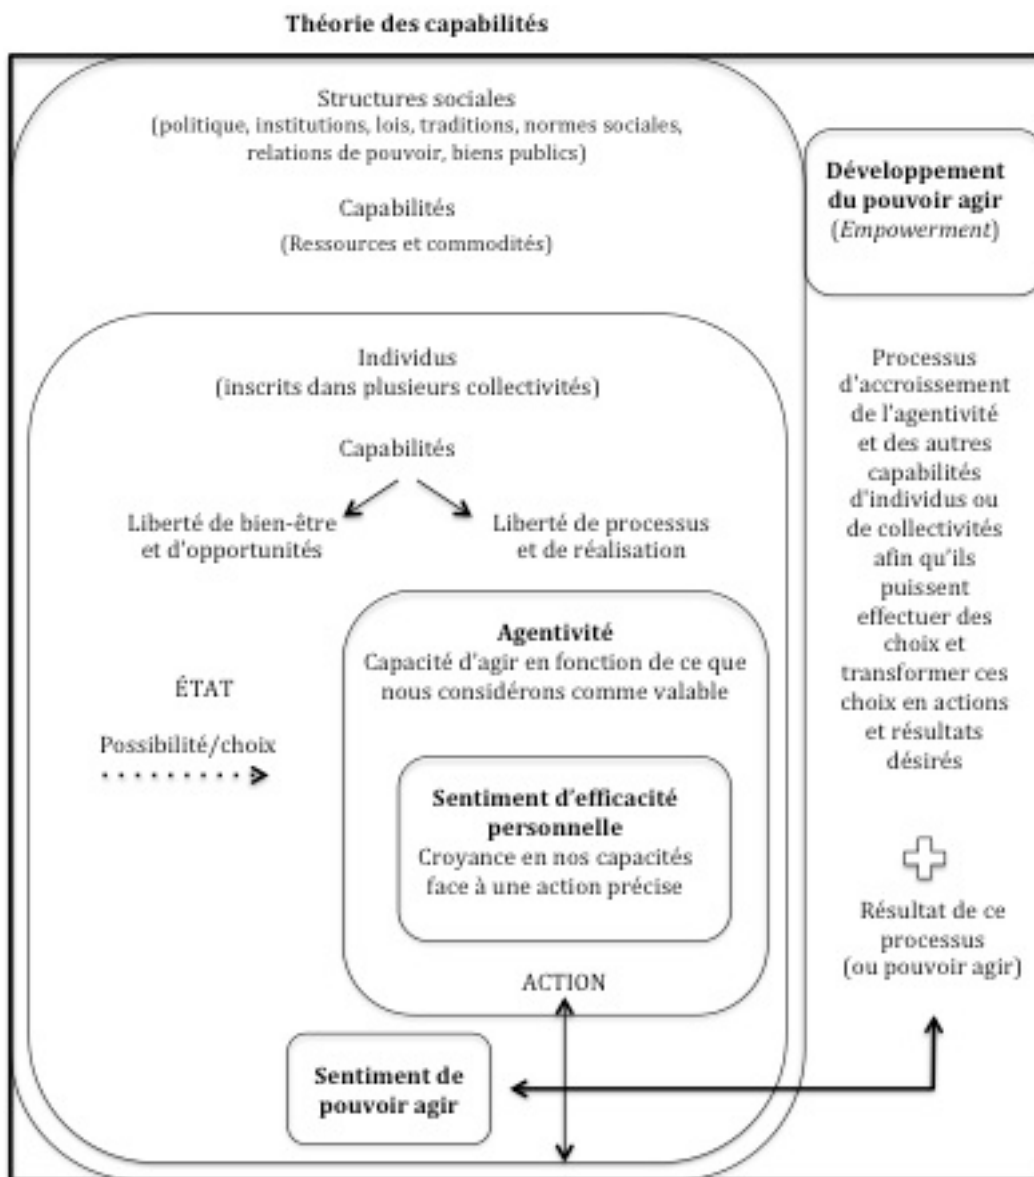 Théorie des capabilités
Structures sociales
(politique, institutions, lois, traditions, normes sociales,
relations de pouvoir, biens publics)
Capabilités
(Ressources et commodités)
Individus
(inscrits dans plusieurs collectivités)
Capabilités
Liberté de bien-être
et d'opportunités
Liberté de processus
et de réalisation
Agentivité
Capacité d'agir en fonction de ce que
nous considérons comme valable
ÉTAT
Possibilité/choix
Sentiment d'efficacité
personnelle
Croyance en nos capacités
face à une action précise
ACTION
Sentiment de
pouvoir agir
Développement
du pouvoir agir
(Empowerment)
Processus
d'accroissement
de l'agentivité
et des autres
capabilités
d'individus ou
de collectivités
afin qu'ils
puissent
effectuer des
choix et
transformer ces
choix en actions
et résultats
désirés
Résultat de ce
processus
(ou pouvoir agir)